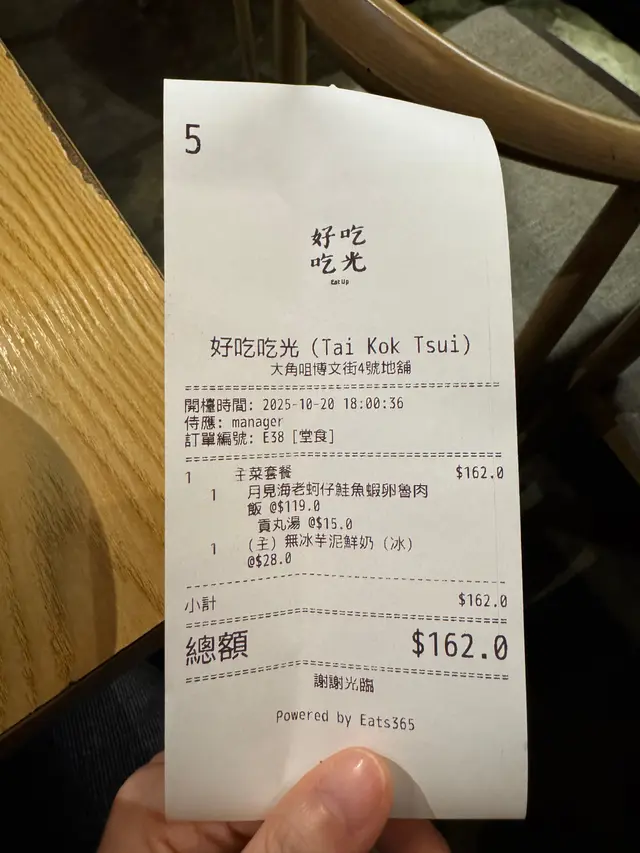 5
好吃
吃光
Eat Up
好吃吃光 (Tai Kok Tsui)
大角咀博文街4號地舖
開檯時間: 2025-10-20 18:00:36
侍應: manager
訂單編號: E38 [堂食]
1 主菜套餐 $162.0
1 月見海老蚵仔鮭魚蝦卵魯肉
飯 @$119.0
貢丸湯 @$15.0
1 (主) 無冰芋泥鮮奶 (冰)
@$28.0
小計 $162.0
總額 $162.0
謝謝光臨
Powered by Eats365